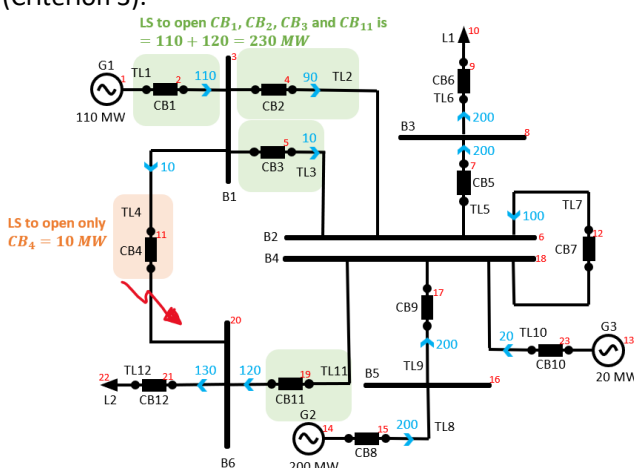 (Criterion 3).
LS to open CB₁, CB₂, CB₃ and CB₁₁ is
= 110 + 120 = 230 MW
G1
1
TL1
2
110
CB1
110 MW
3
4
90
TL2
CB2
5
10
CB3
TL3
B1
10
L1
10
9
CB6
TL6
200
B3
8
200
7
CB5
TL5
LS to open only
CB₄ = 10 MW
TL4
11
CB4
B2
6
B4
18
100
TL7
12
CB7
17
CB9
200
TL9
20
TL10
23
CB10
G3
13
20 MW
20
22
TL12
21
130
120
19
TL11
L2
CB12
CB11
B5
16
G2
14
15
200
TL8
CB8
200 MW
B6